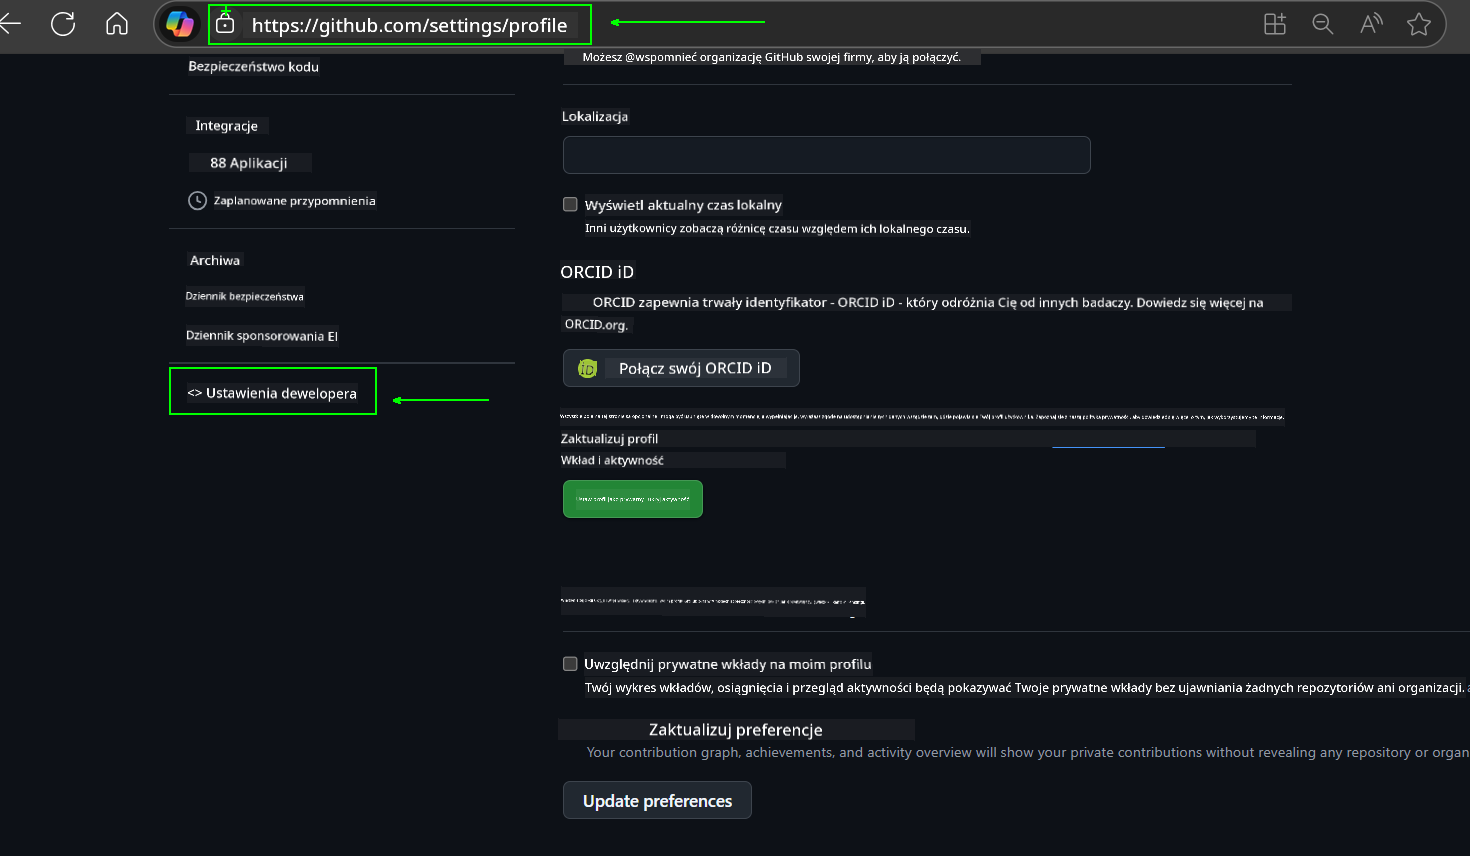 https://github.com/settings/profile
Bezpieczeństwo kodu
Integracje
88 Aplikacji
Zaplanowane przypomnienia
Archiwa
Dziennik bezpieczeństwa
Dziennik sponsorowania EI
<> Ustawienia dewelopera
Możesz @wspomnieć organizację GitHub swojej firmy, aby ją połączyć.
Lokalizacja
Wyświetl aktualny czas lokalny
Inni użytkownicy zobaczą różnicę czasu względem ich lokalnego czasu.
ORCID iD
ORCID zapewnia trwały identyfikator - ORCID iD - który odróżnia Cię od innych badaczy. Dowiedz się więcej na
ORCID.org.
iD Połącz swój ORCID iD
Zaktualizuj profil
Wkład i aktywność
Uwzględnij prywatne wkłady na moim profilu
Twój wykres wkładów, osiągnięcia i przegląd aktywności będą pokazywać Twoje prywatne wkłady bez ujawniania żadnych repozytoriów ani organizacji.
Zaktualizuj preferencje
Your contribution graph, achievements, and activity overview will show your private contributions without revealing any repository or organ
Update preferences